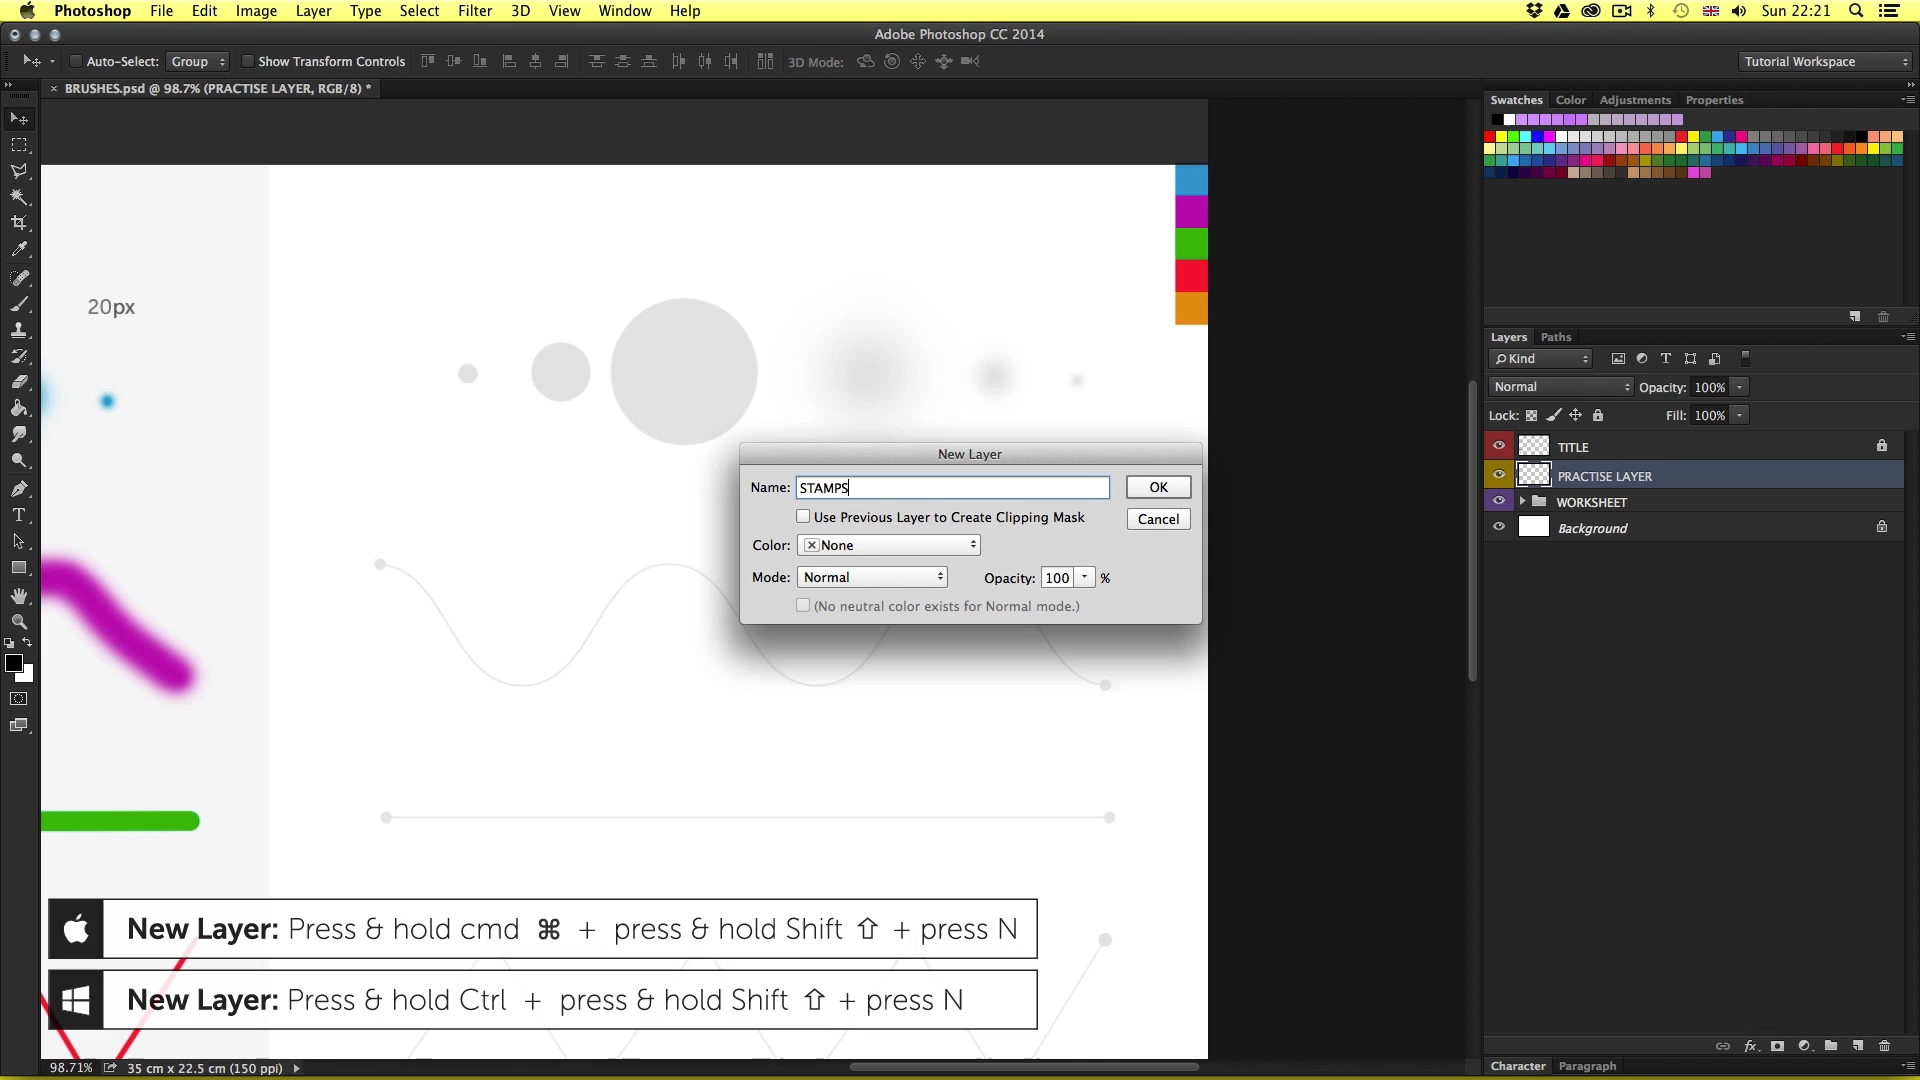 Photoshop File Edit Image Layer Type Select Filter 3D View Window Help Sun 22:21
Adobe Photoshop CC 2014
Auto-Select: Group Show Transform Controls 3D Mode: Tutorial Workspace
BRUSHES.psd @ 98.7% (PRACTISE LAYER, RGB/8) *
Swatches Color Adjustments Properties
20px
Layers Paths
Kind
Normal Opacity: 100%
Lock: Fill: 100%
TITLE
PRACTISE LAYER
WORKSHEET
Background
New Layer
Name: STAMPS OK
Use Previous Layer to Create Clipping Mask Cancel
Color: None
Mode: Normal Opacity: 100 %
(No neutral color exists for Normal mode.)
New Layer: Press & hold cmd ⌘ + press & hold Shift ⇧ + press N
New Layer: Press & hold Ctrl + press & hold Shift ⇧ + press N
98.71% 35 cm x 22.5 cm (150 ppi)
Character Paragraph